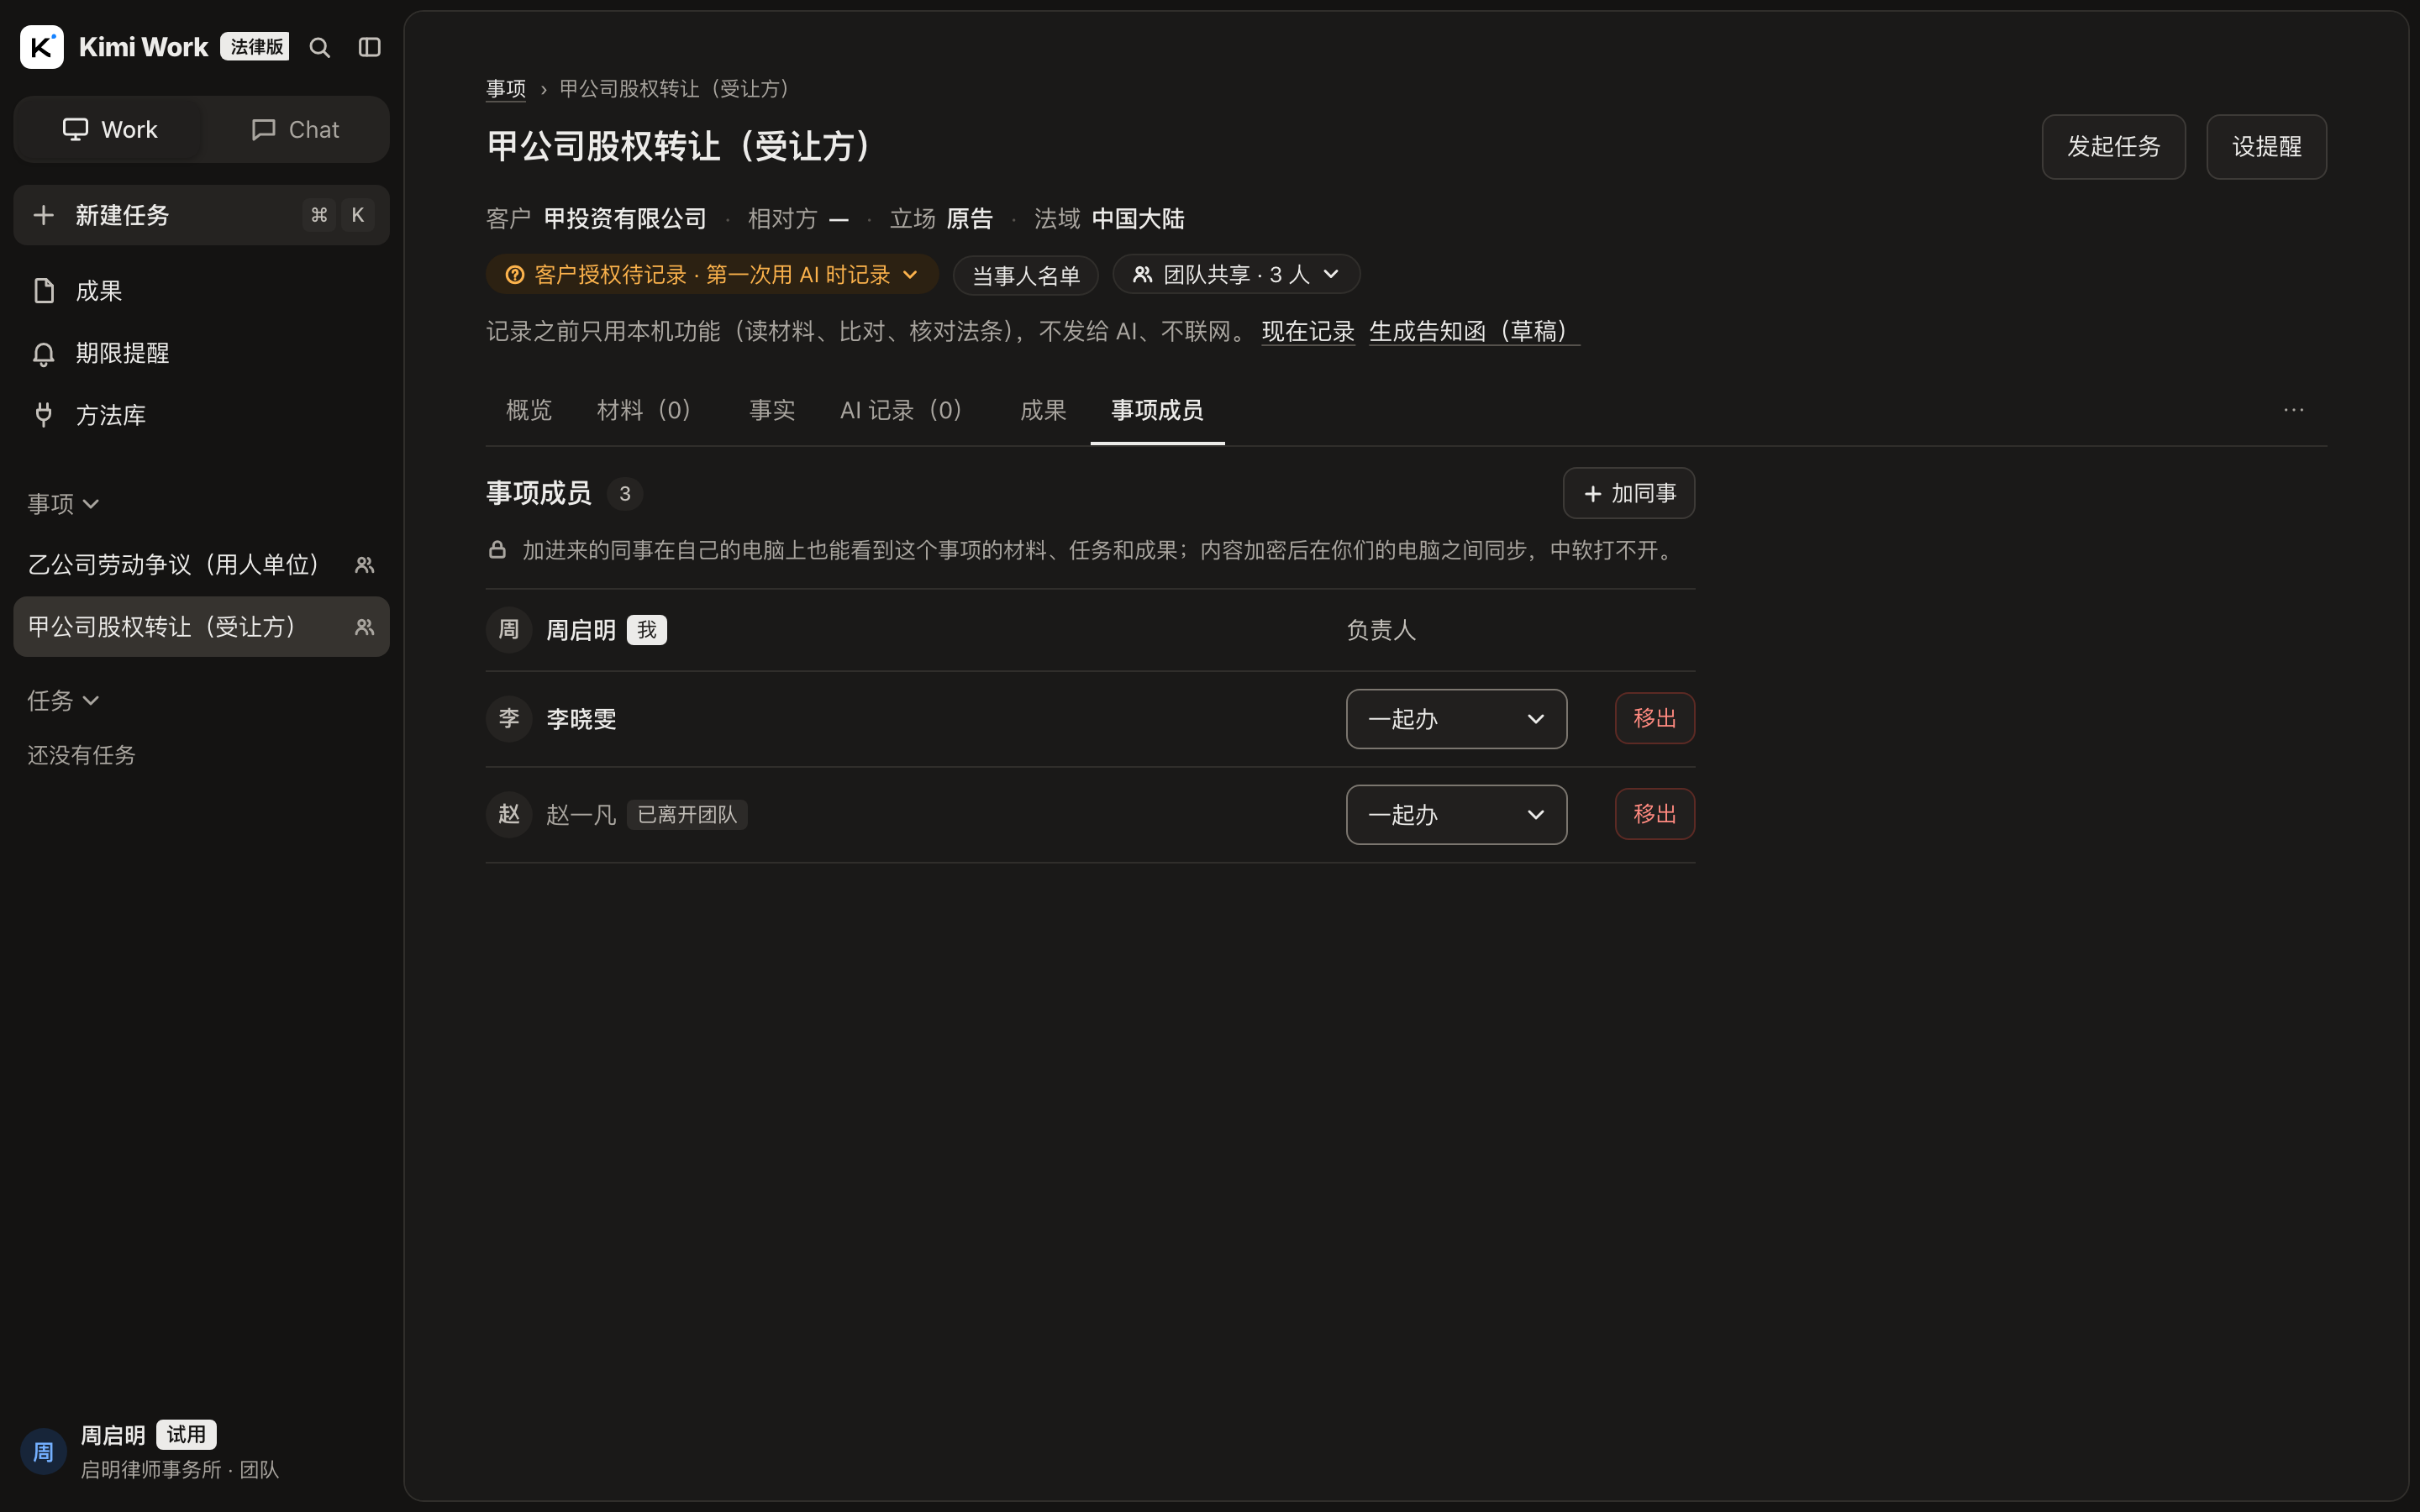 Kimi Work 法律版
Work
Chat
新建任务 ⌘ K
成果
期限提醒
方法库
事项
乙公司劳动争议（用人单位）
甲公司股权转让（受让方）
任务
还没有任务
周 周启明 试用
启明律师事务所 · 团队
事项 › 甲公司股权转让（受让方）
甲公司股权转让（受让方）
发起任务 设提醒
客户 甲投资有限公司 · 相对方 — · 立场 原告 · 法域 中国大陆
客户授权待记录 · 第一次用 AI 时记录 当事人名单 团队共享 · 3 人
记录之前只用本机功能（读材料、比对、核对法条），不发给 AI、不联网。 现在记录 生成告知函（草稿）
概览 材料（0） 事实 AI 记录（0） 成果 事项成员 ···
事项成员 3 + 加同事
加进来的同事在自己的电脑上也能看到这个事项的材料、任务和成果；内容加密后在你们的电脑之间同步，中软打不开。
周 周启明 我 负责人
李 李晓雯 一起办 移出
赵 赵一凡 已离开团队 一起办 移出